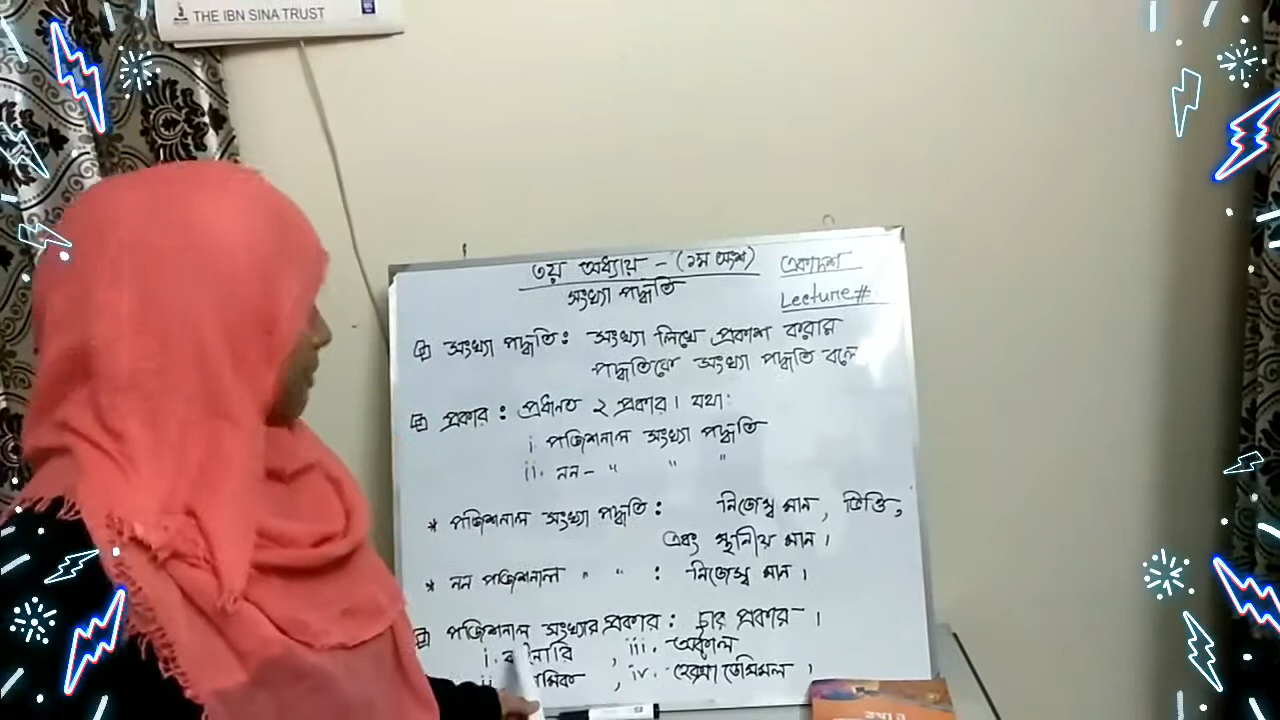 THE IBN SINA TRUST
৩য় অধ্যায় - (১ম অংশ)
একাদশ
সংখ্যা পদ্ধতি
Lecture#
সংখ্যা পদ্ধতি: সংখ্যা লিখে প্রকাশ করার
পদ্ধতিকে সংখ্যা পদ্ধতি বলে
প্রকার: প্রধানত ২ প্রকার। যথা:
i. পজিশনাল সংখ্যা পদ্ধতি
ii. নন- " " "
* পজিশনাল সংখ্যা পদ্ধতি: নিজেস্ব মান, ভিত্তি,
এবং স্থনীয় মান।
* নন পজিশনাল " " : নিজেস্ব মান।
পজিশনাল সংখ্যার প্রকার: চার প্রকার।
i. , iii. অক্টাল
, iv. হেক্সা ডেসিমল।